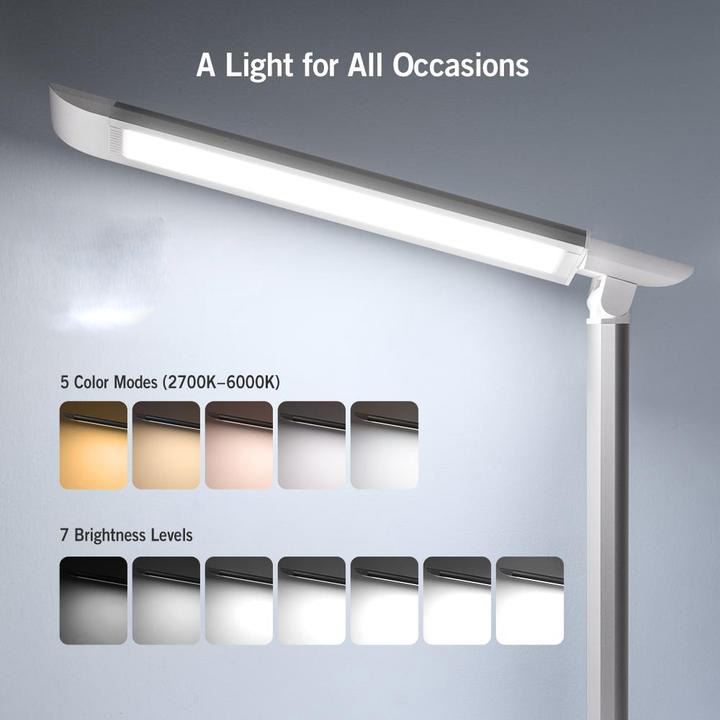 A Light for All Occasions
5 Color Modes (2700K–6000K)
7 Brightness Levels